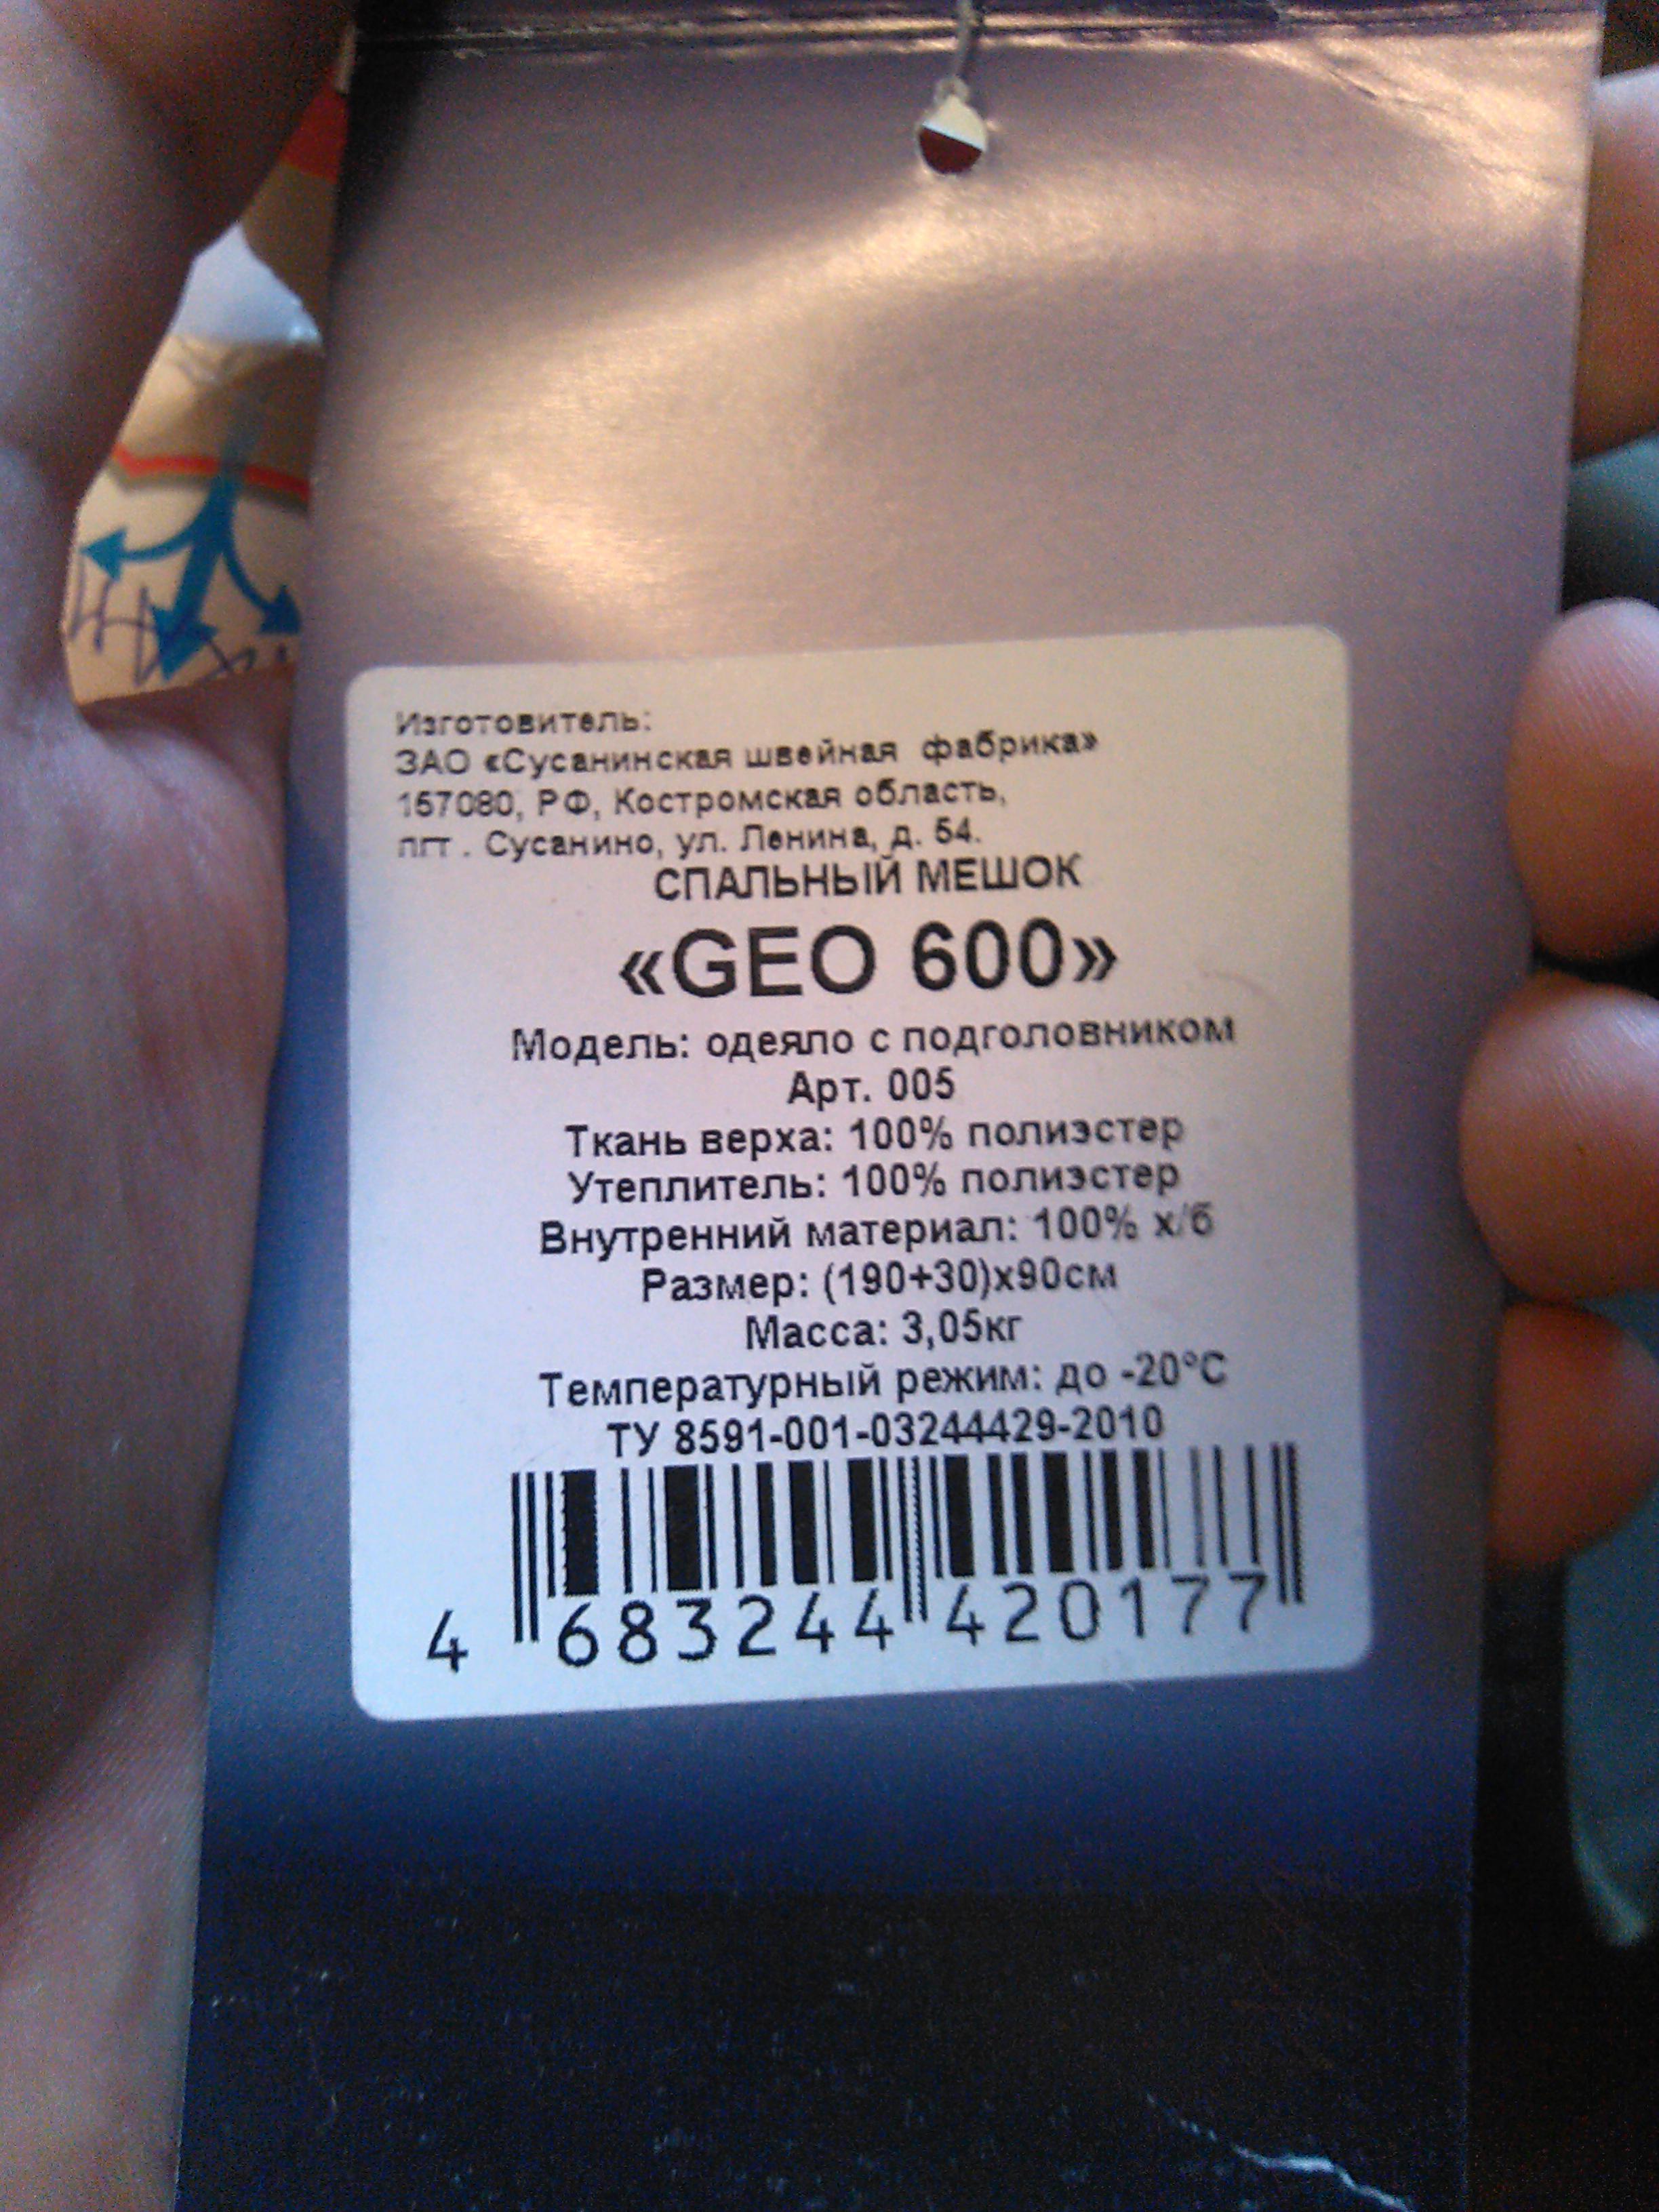 Изготовитель:
ЗАО «Сусанинская швейная фабрика»
157080, РФ, Костромская область,
пгт . Сусанино, ул. Ленина, д. 54.
СПАЛЬНЫЙ МЕШОК
«GEO 600»
Модель: одеяло с подголовником
Арт. 005
Ткань верха: 100% полиэстер
Утеплитель: 100% полиэстер
Внутренний материал: 100% х/б
Размер: (190+30)х90см
Масса: 3,05кг
Температурный режим: до -20°С
ТУ 8591-001-03244429-2010
4 683244 420177